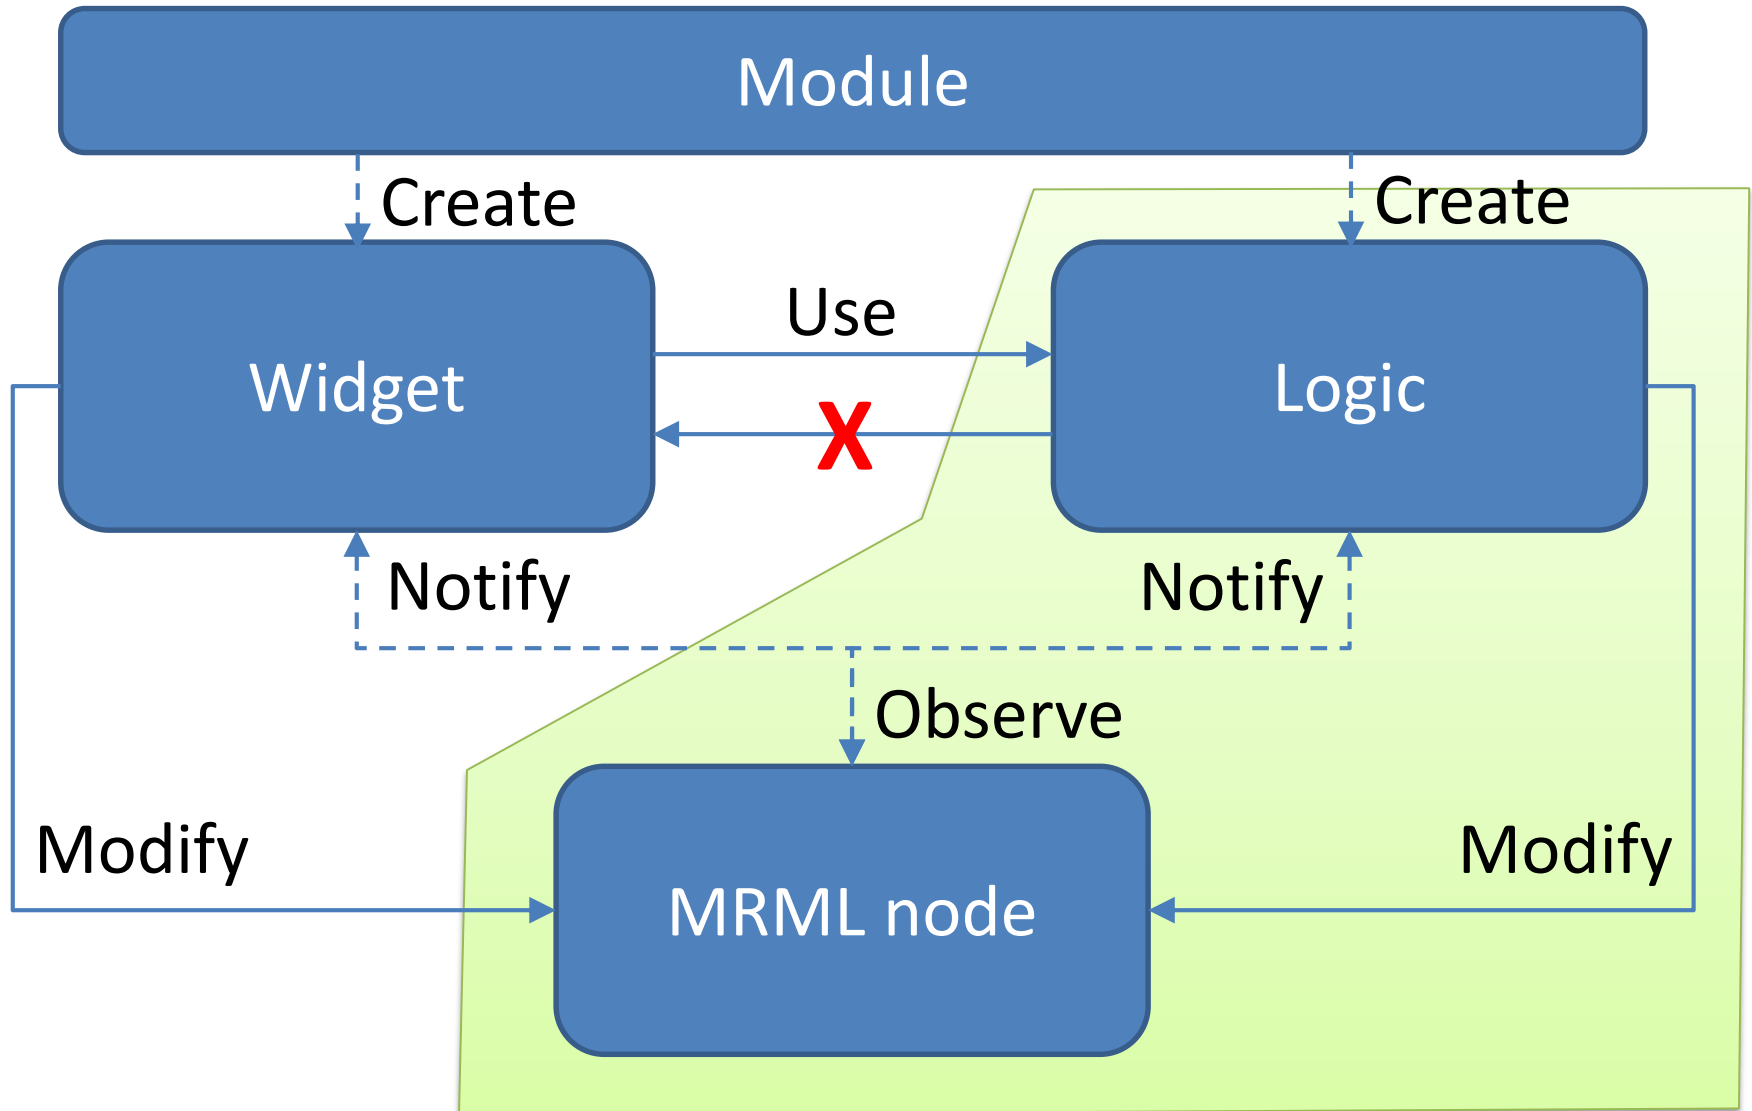 Module
Create
Create
Use
Widget
Logic
X
Notify
Notify
Observe
Modify
Modify
MRML node